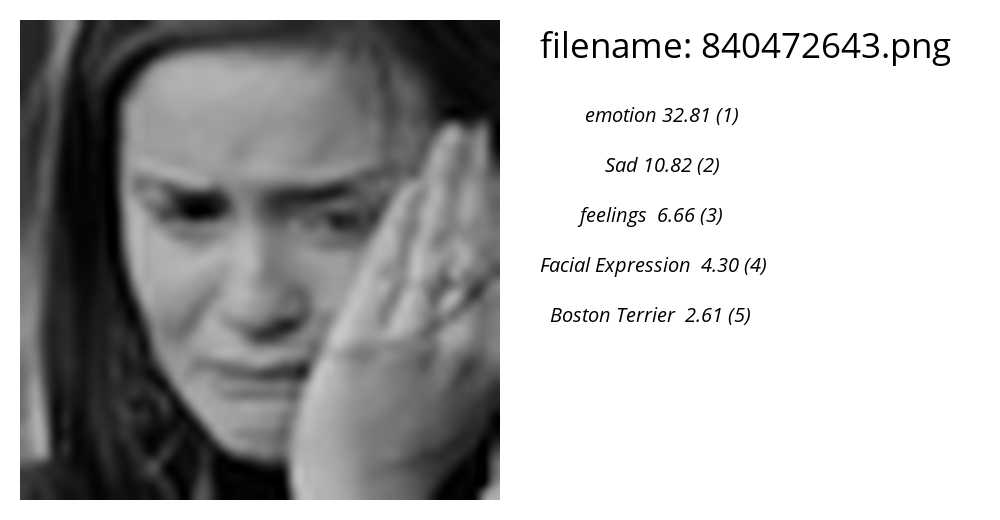 filename: 840472643.png
emotion 32.81 (1)
Sad 10.82 (2)
feelings 6.66 (3)
Facial Expression 4.30 (4)
Boston Terrier 2.61 (5)